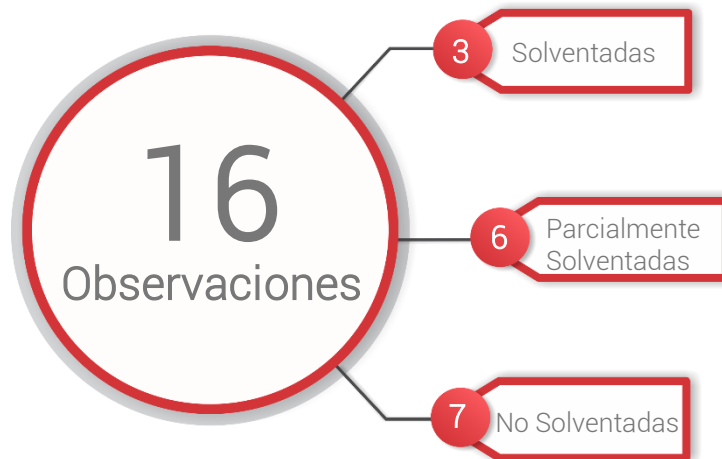 16
Observaciones
3
Solventadas
6
Parcialmente
Solventadas
7
No Solventadas